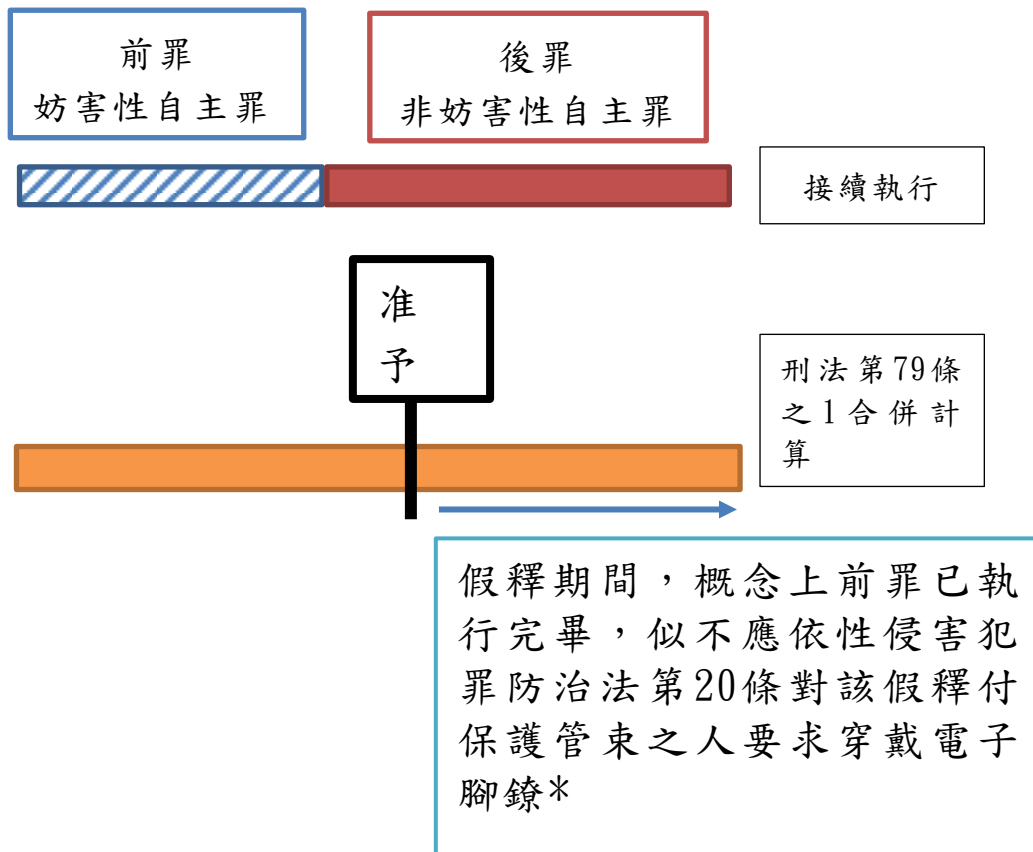 前罪
妨害性自主罪
後罪
非妨害性自主罪
接續執行
准
予
刑法第79條
之1合併計
算
假釋期間，概念上前罪已執
行完畢，似不應依性侵害犯
罪防治法第20條對該假釋付
保護管束之人要求穿戴電子
腳鐐*